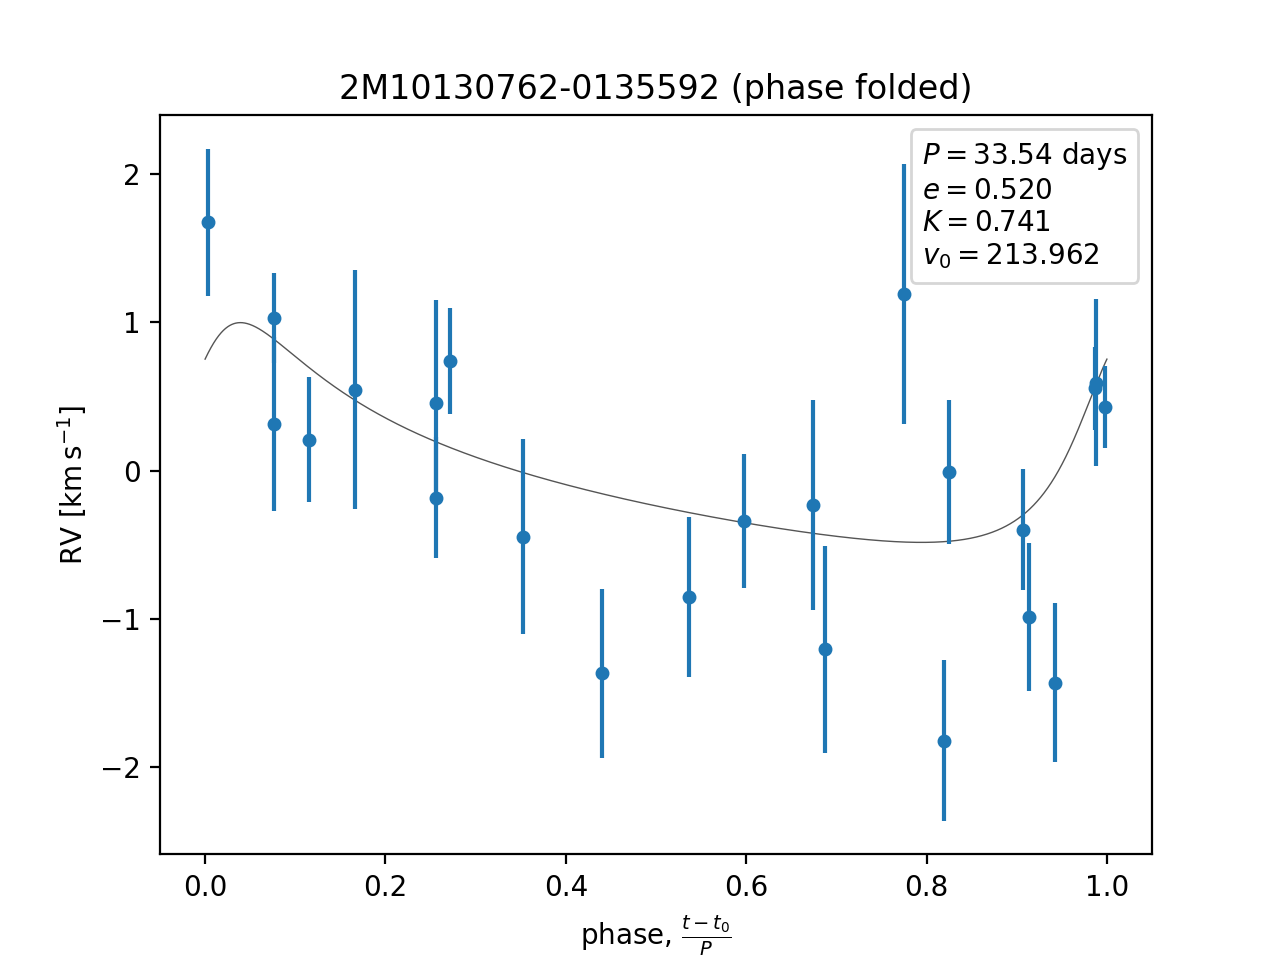 2M10130762-0135592 (phase folded)
P = 33.54 days
e = 0.520
K = 0.741
v₀ = 213.962
RV [km s⁻¹]
2
1
0
−1
−2
0.0 0.2 0.4 0.6 0.8 1.0
phase, (t − t₀)/P